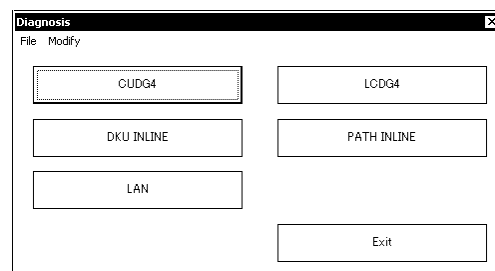 Diagnosis
File Modify
CUDG4 LCDG4
DKU INLINE PATH INLINE
LAN
Exit